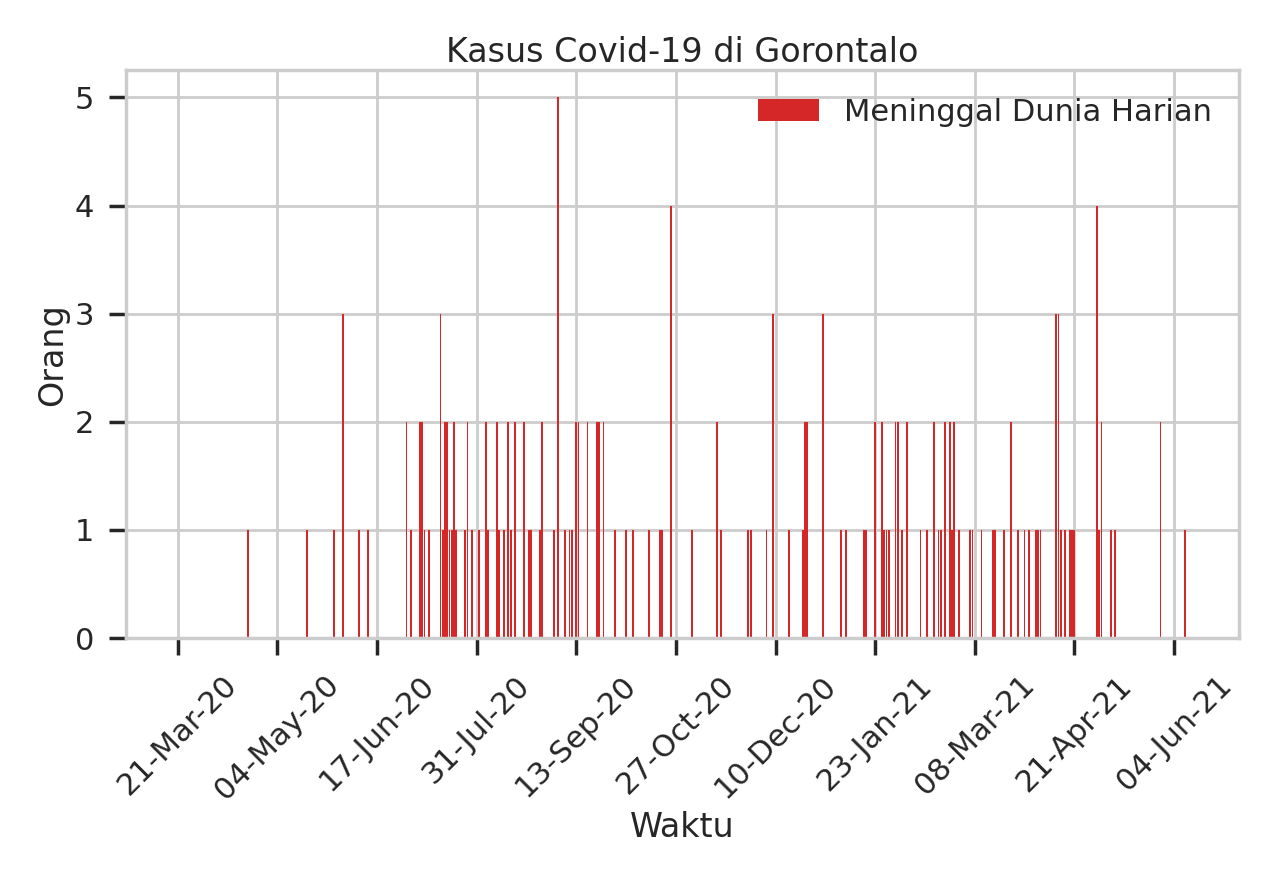 Kasus Covid-19 di Gorontalo
Meninggal Dunia Harian
Orang
5
4
3
2
1
0
21-Mar-20
04-May-20
17-Jun-20
31-Jul-20
13-Sep-20
27-Oct-20
10-Dec-20
23-Jan-21
08-Mar-21
21-Apr-21
04-Jun-21
Waktu